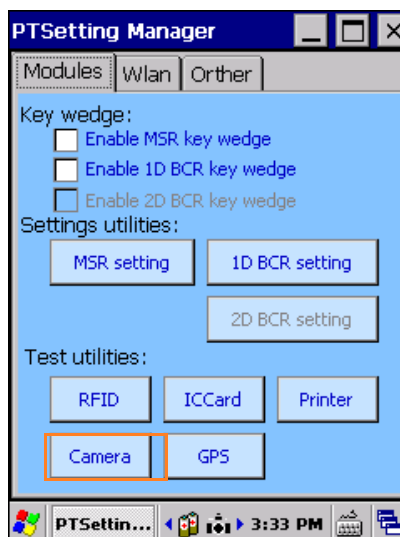 PTSetting Manager
Modules Wlan Orther
Key wedge:
Enable MSR key wedge
Enable 1D BCR key wedge
Enable 2D BCR key wedge
Settings utilities:
MSR setting 1D BCR setting
2D BCR setting
Test utilities:
RFID ICCard Printer
Camera GPS
PTSettin... 3:33 PM